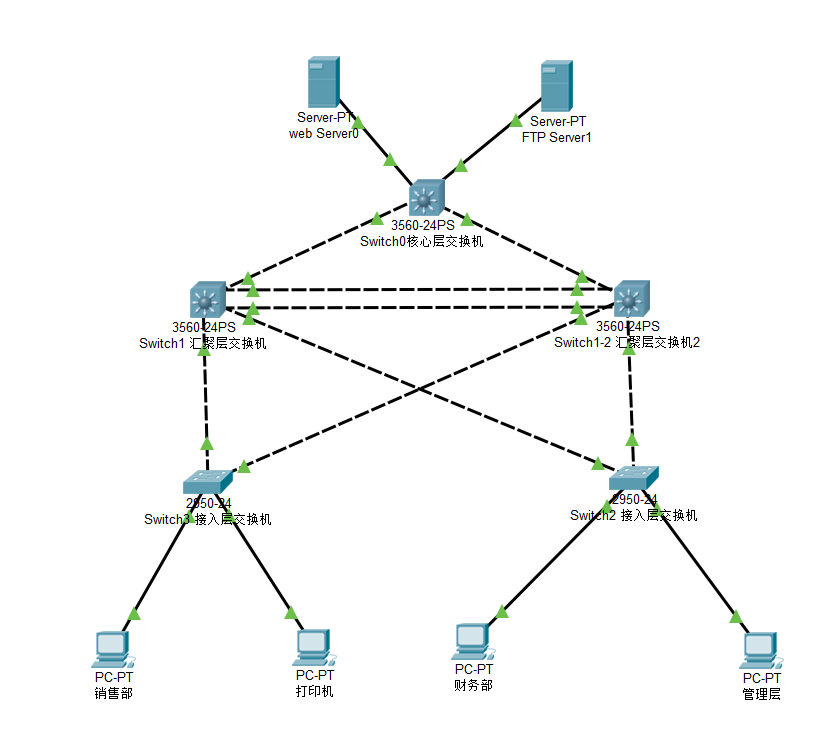 Server-PT
web Server0
Server-PT
FTP Server1
3560-24PS
Switch0核心层交换机
3560-24PS
Switch1 汇聚层交换机
3560-24PS
Switch1-2 汇聚层交换机2
2950-24
Switch3 接入层交换机
2950-24
Switch2 接入层交换机
PC-PT
销售部
PC-PT
打印机
PC-PT
财务部
PC-PT
管理层